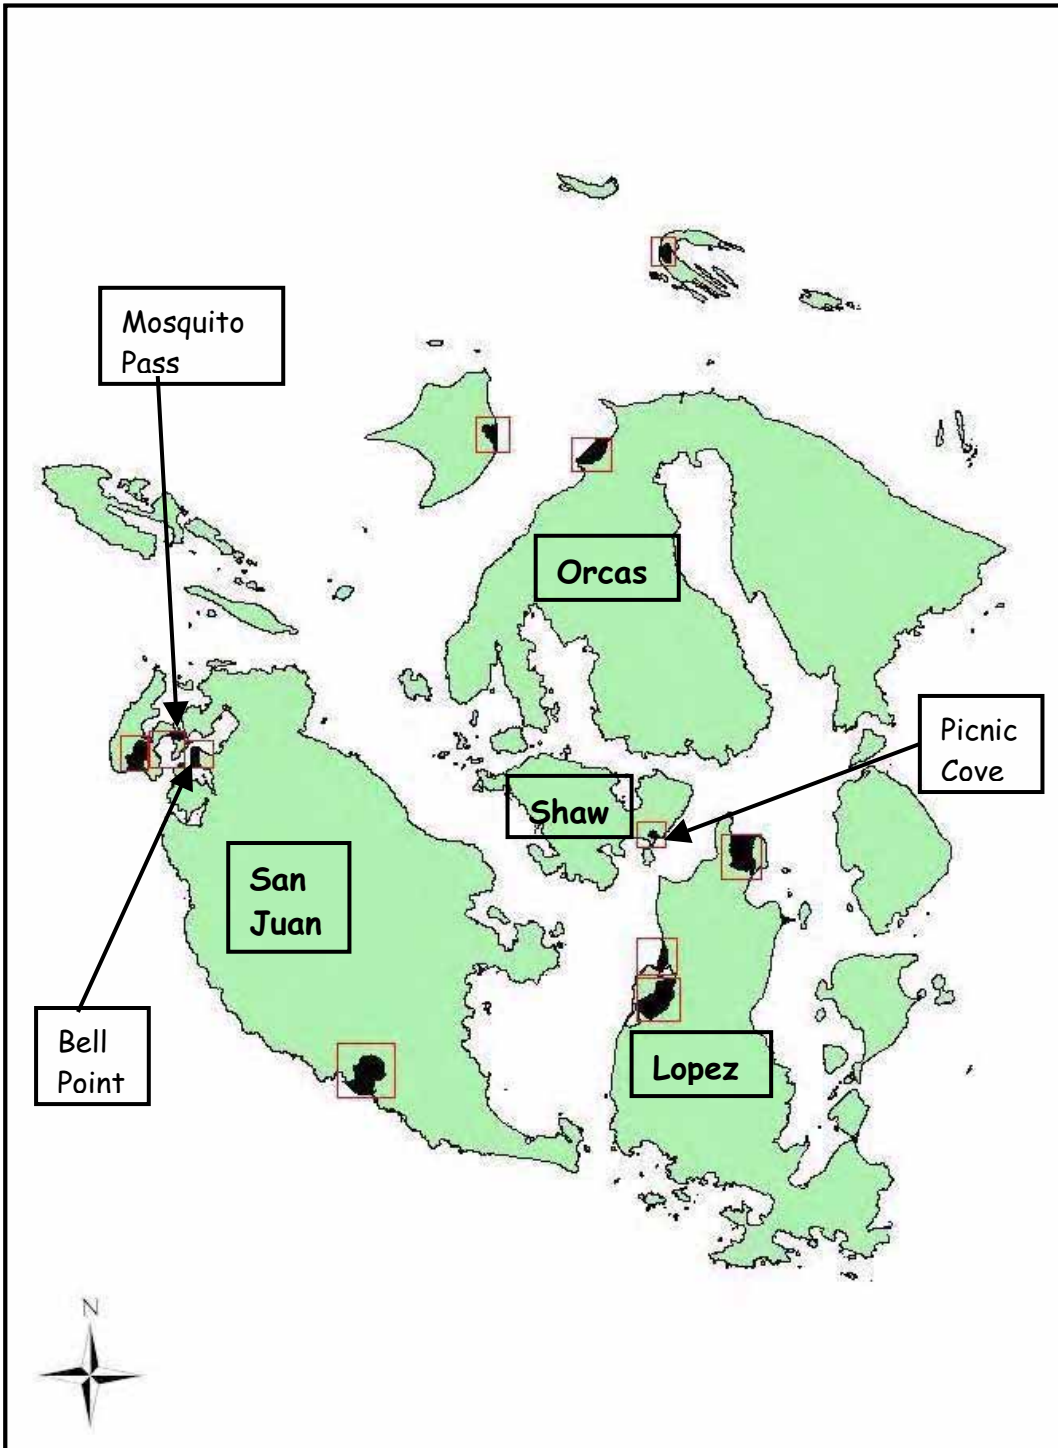 Mosquito
Pass
Orcas
Picnic
Cove
Shaw
San
Juan
Bell
Point
Lopez
N